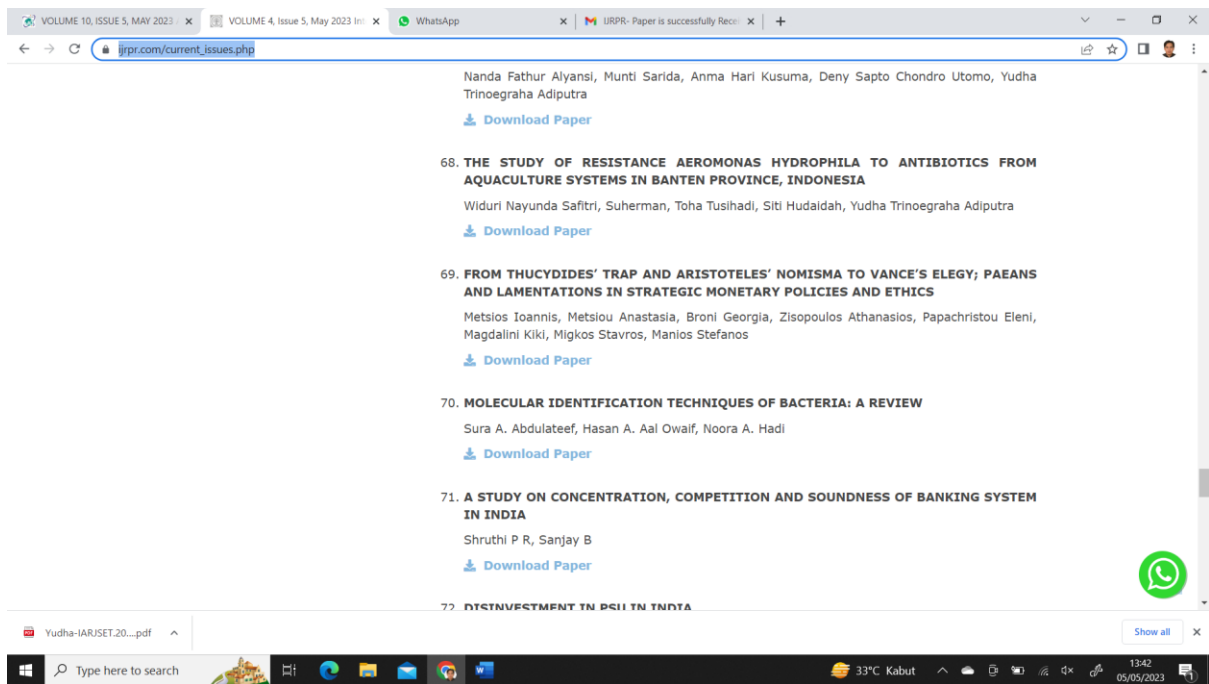 VOLUME 10, ISSUE 5, MAY 2023
VOLUME 4, Issue 5, May 2023 Int
WhatsApp
IJRPR- Paper is successfully Rece
ijrpr.com/current_issues.php
Nanda Fathur Alyansi, Munti Sarida, Anma Hari Kusuma, Deny Sapto Chondro Utomo, Yudha
Trinoegraha Adiputra
Download Paper
68. THE STUDY OF RESISTANCE AEROMONAS HYDROPHILA TO ANTIBIOTICS FROM
AQUACULTURE SYSTEMS IN BANTEN PROVINCE, INDONESIA
Widuri Nayunda Safitri, Suherman, Toha Tusihadi, Siti Hudaidah, Yudha Trinoegraha Adiputra
Download Paper
69. FROM THUCYDIDES’ TRAP AND ARISTOTELES’ NOMISMA TO VANCE’S ELEGY; PAEANS
AND LAMENTATIONS IN STRATEGIC MONETARY POLICIES AND ETHICS
Metsios Ioannis, Metsiou Anastasia, Broni Georgia, Zisopoulos Athanasios, Papachristou Eleni,
Magdalini Kiki, Migkos Stavros, Manios Stefanos
Download Paper
70. MOLECULAR IDENTIFICATION TECHNIQUES OF BACTERIA: A REVIEW
Sura A. Abdulateef, Hasan A. Aal Owaif, Noora A. Hadi
Download Paper
71. A STUDY ON CONCENTRATION, COMPETITION AND SOUNDNESS OF BANKING SYSTEM
IN INDIA
Shruthi P R, Sanjay B
Download Paper
72. DISINVESTMENT IN PSU IN INDIA
Yudha-IARJSET.20....pdf
Show all
Type here to search
33°C Kabut
13:42
05/05/2023